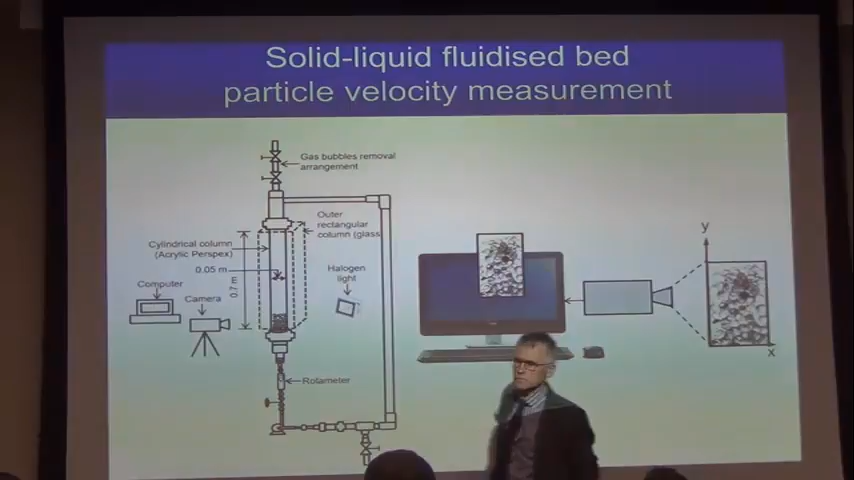 Solid-liquid fluidised bed
particle velocity measurement
Gas bubbles removal
arrangement
Outer
rectangular
column (glass
Cylindrical column
(Acrylic Perspex)
0.05 m
0.7 m
Halogen
light
Computer
Camera
Rotameter
y
x